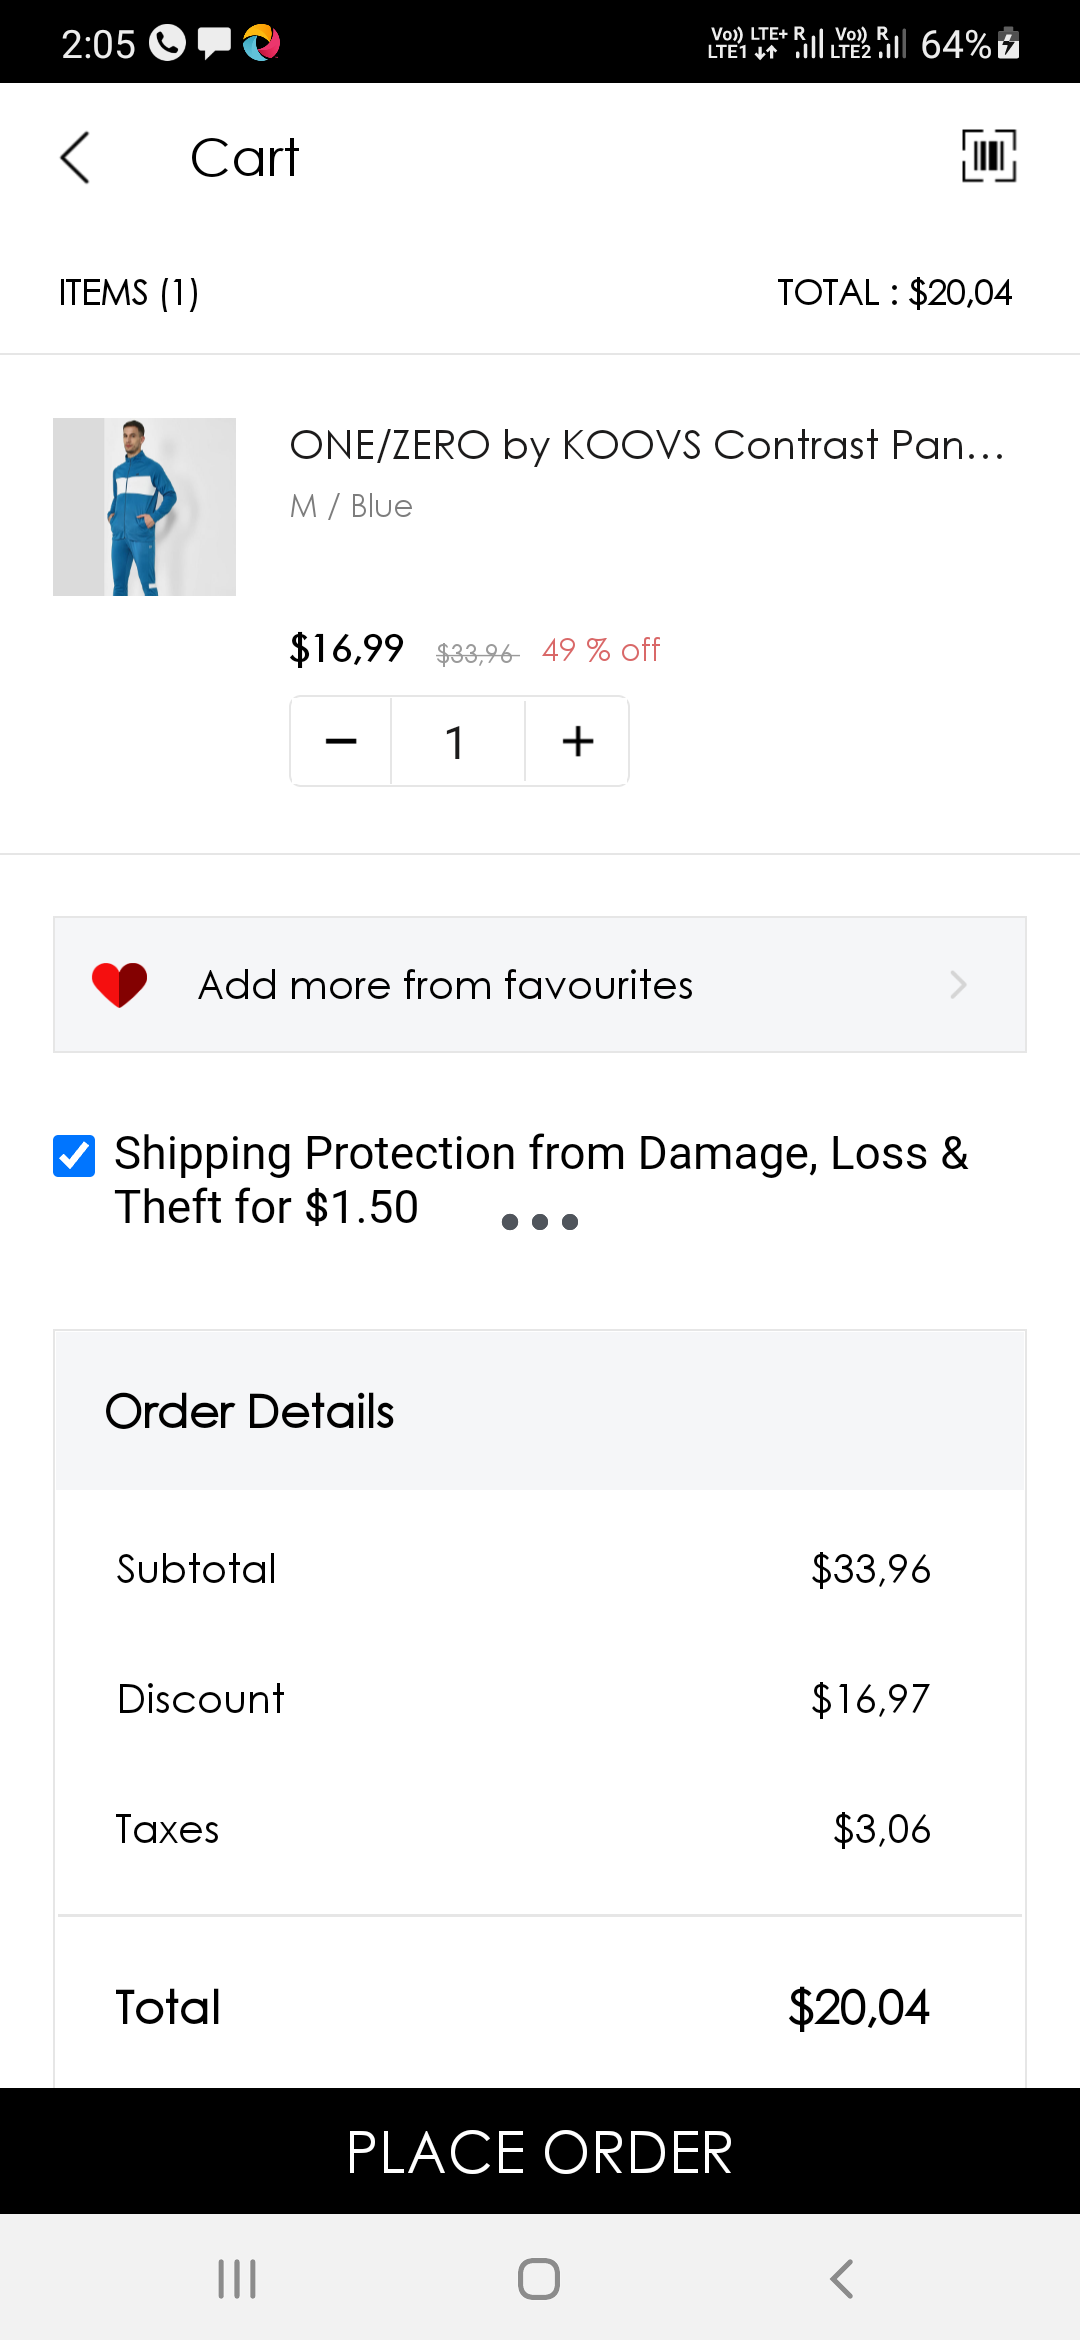 2:05
Vo)) LTE+ R Vo)) R
LTE1 LTE2 64%
Cart
ITEMS (1) TOTAL : $20,04
ONE/ZERO by KOOVS Contrast Pan...
M / Blue
$16,99 $33,96 49 % off
1
Add more from favourites
Shipping Protection from Damage, Loss &
Theft for $1.50
Order Details
Subtotal $33,96
Discount $16,97
Taxes $3,06
Total $20,04
PLACE ORDER